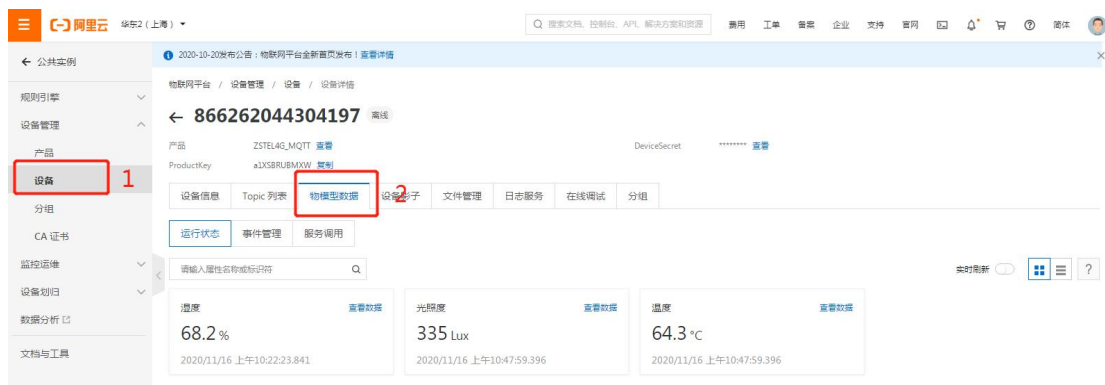 阿里云 华东2（上海） 搜索文档、控制台、API、解决方案和资源 费用 工单 备案 企业 支持 官网 简体
公共实例
2020-10-20发布公告：物联网平台全新首页发布！查看详情
物联网平台 / 设备管理 / 设备 / 设备详情
规则引擎
设备管理
产品
设备 1
分组
CA 证书
监控运维
设备划归
数据分析
文档与工具
866262044304197 离线
产品 ZSTEL4G_MQTT 查看 DeviceSecret ******** 查看
ProductKey a1XSBRUBMXW 复制
设备信息 Topic 列表 物模型数据 2 设备影子 文件管理 日志服务 在线调试 分组
运行状态 事件管理 服务调用
请输入属性名称或标识符 实时刷新 ?
湿度 查看数据 光照度 查看数据 温度 查看数据
68.2 % 335 Lux 64.3 °C
2020/11/16 上午10:22:23.841 2020/11/16 上午10:47:59.396 2020/11/16 上午10:47:59.396